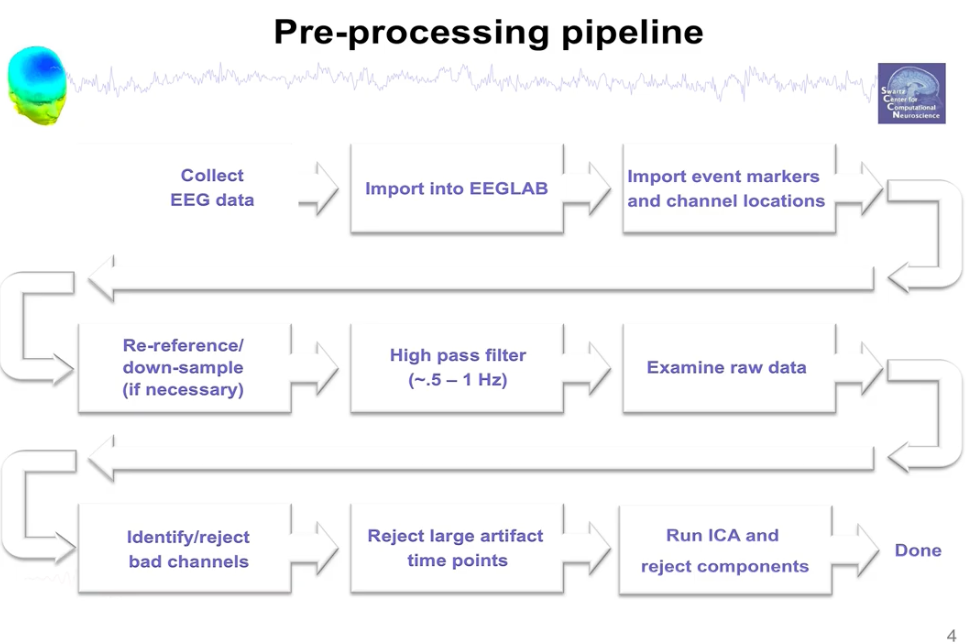 Pre-processing pipeline
Swartz
Center for
Computational
Neuroscience
Collect
EEG data
Import into EEGLAB
Import event markers
and channel locations
Re-reference/
down-sample
(if necessary)
High pass filter
(~.5 – 1 Hz)
Examine raw data
Identify/reject
bad channels
Reject large artifact
time points
Run ICA and
reject components
Done
4